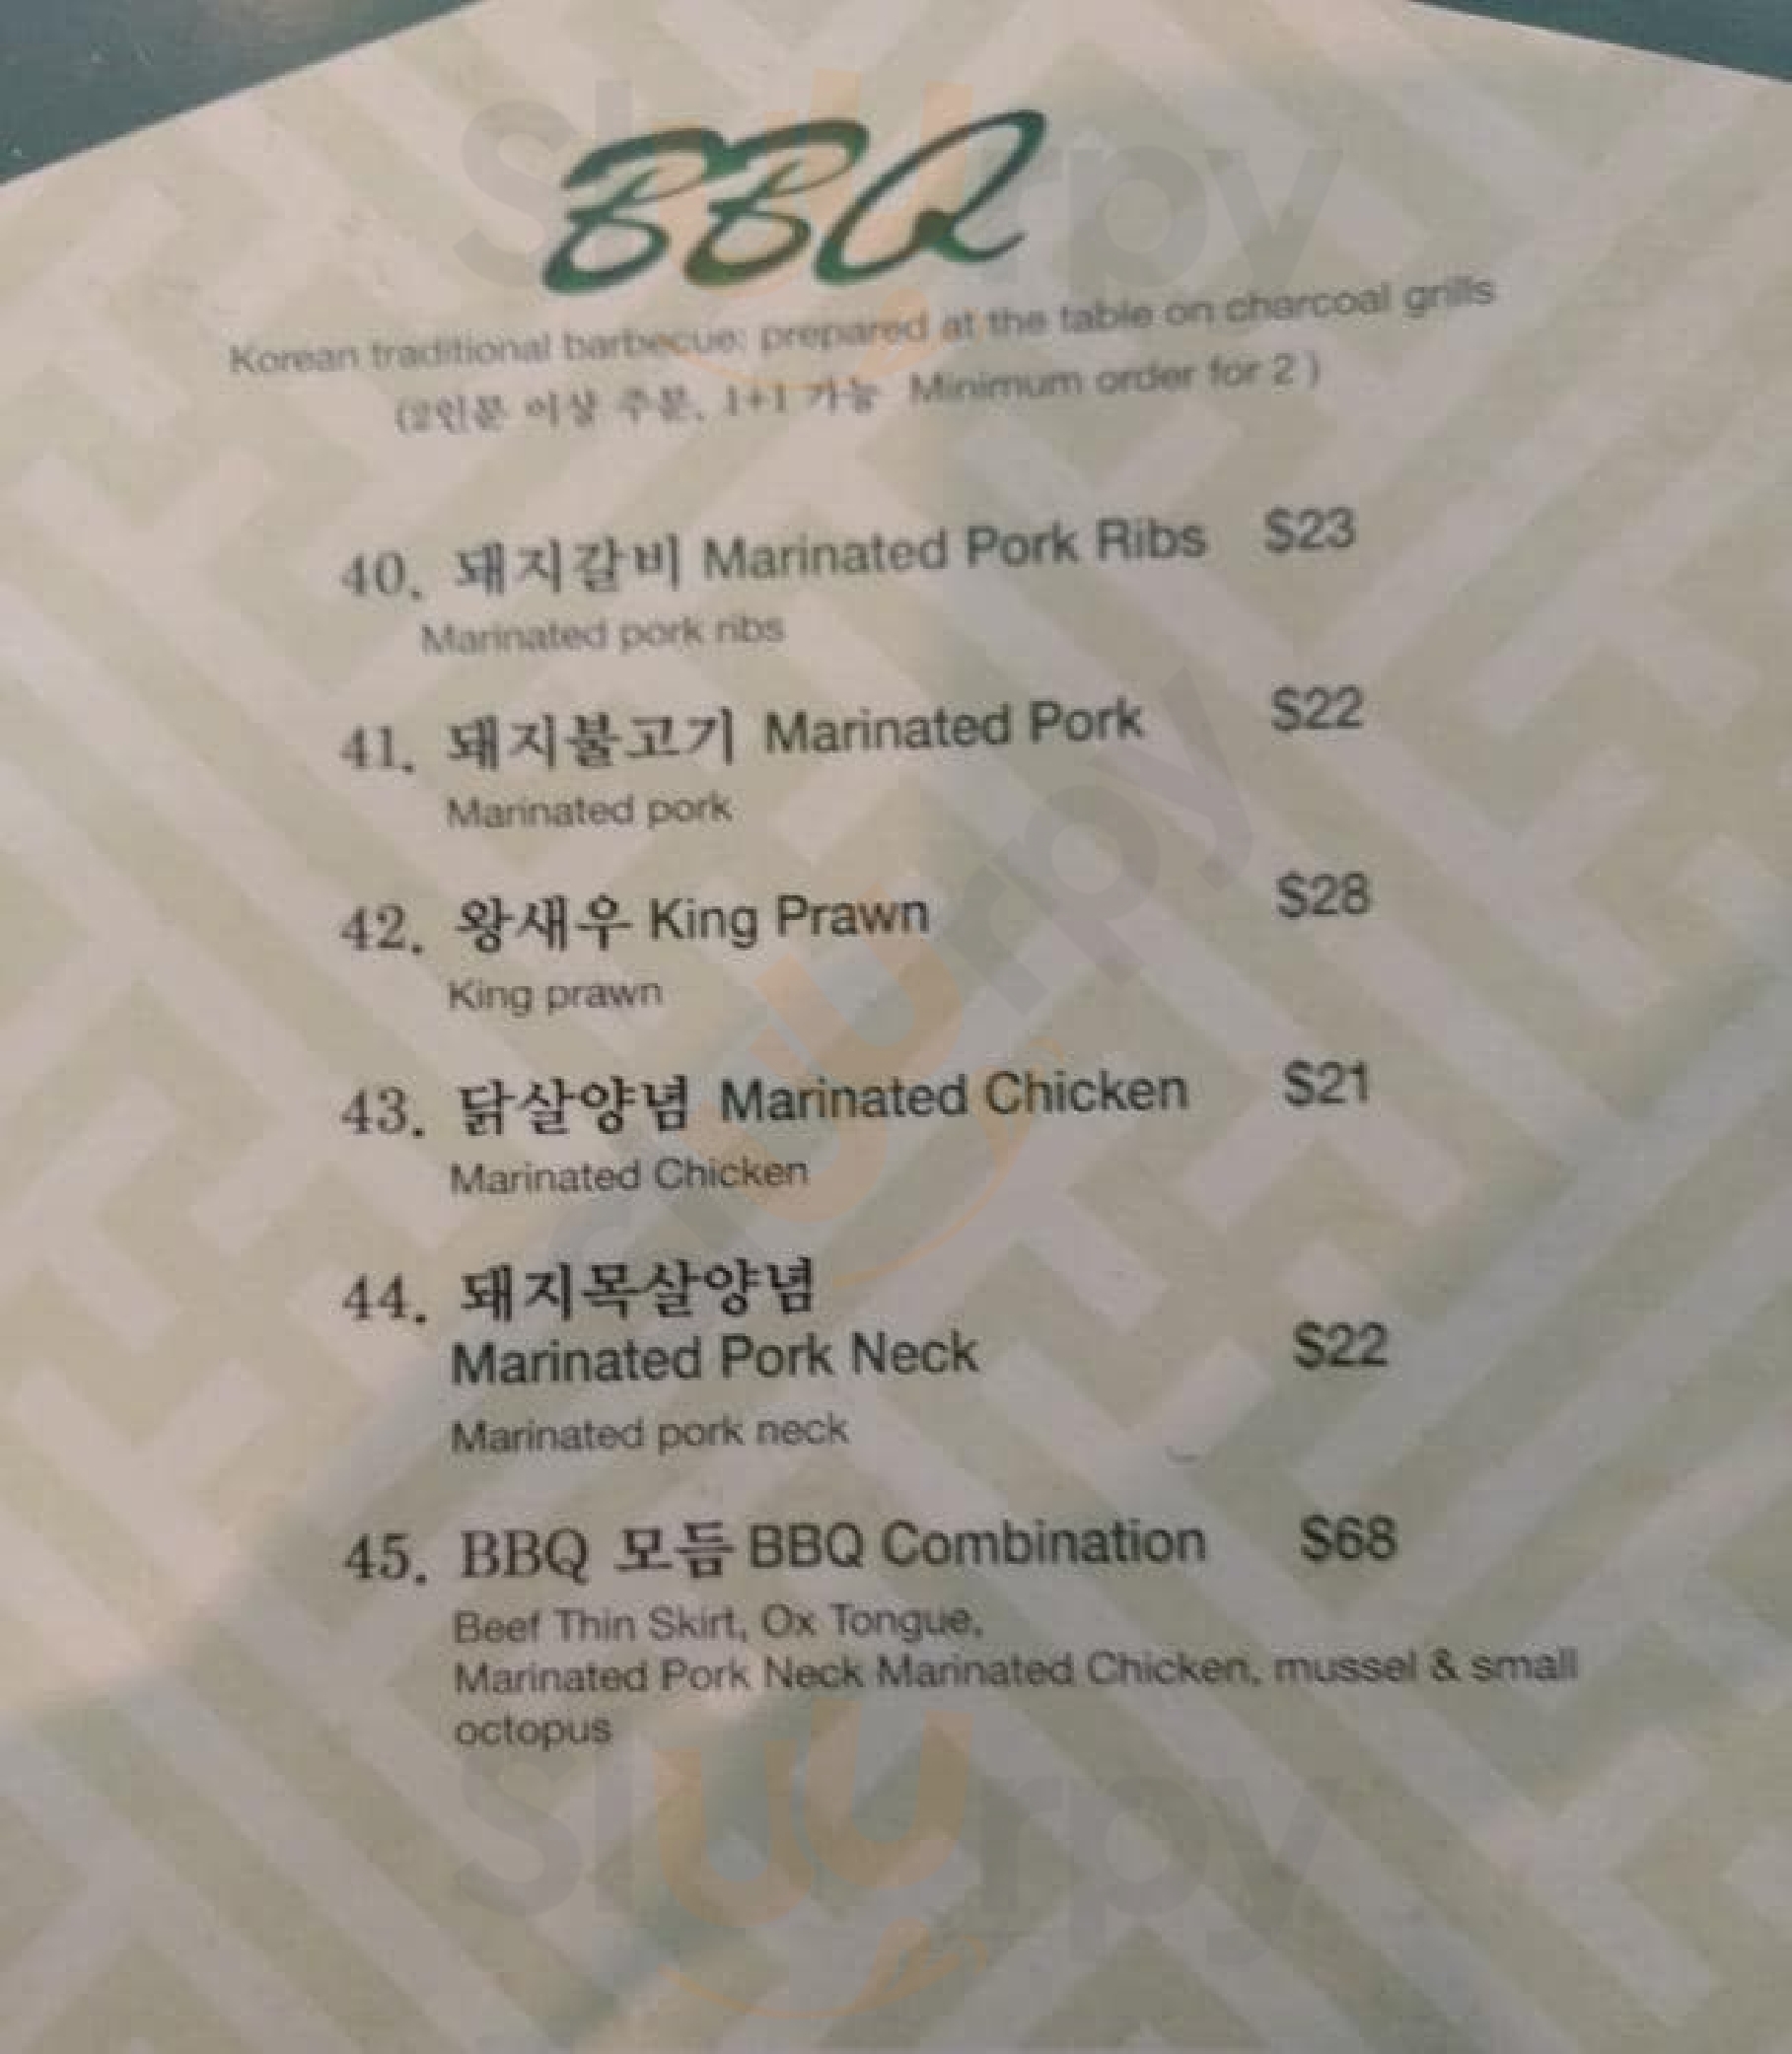 BBQ
Korean traditional barbecue: prepared at the table on charcoal grills
(2인분 이상 주문, 1+1 가능 Minimum order for 2 )
40. 돼지갈비 Marinated Pork Ribs $23
Marinated pork ribs
41. 돼지불고기 Marinated Pork $22
Marinated pork
42. 왕새우 King Prawn $28
King prawn
43. 닭살양념 Marinated Chicken $21
Marinated Chicken
44. 돼지목살양념
Marinated Pork Neck $22
Marinated pork neck
45. BBQ 모듬 BBQ Combination $68
Beef Thin Skirt, Ox Tongue,
Marinated Pork Neck Marinated Chicken, mussel & small
octopus
Sluurpy
Sluurpy
Sluurpy